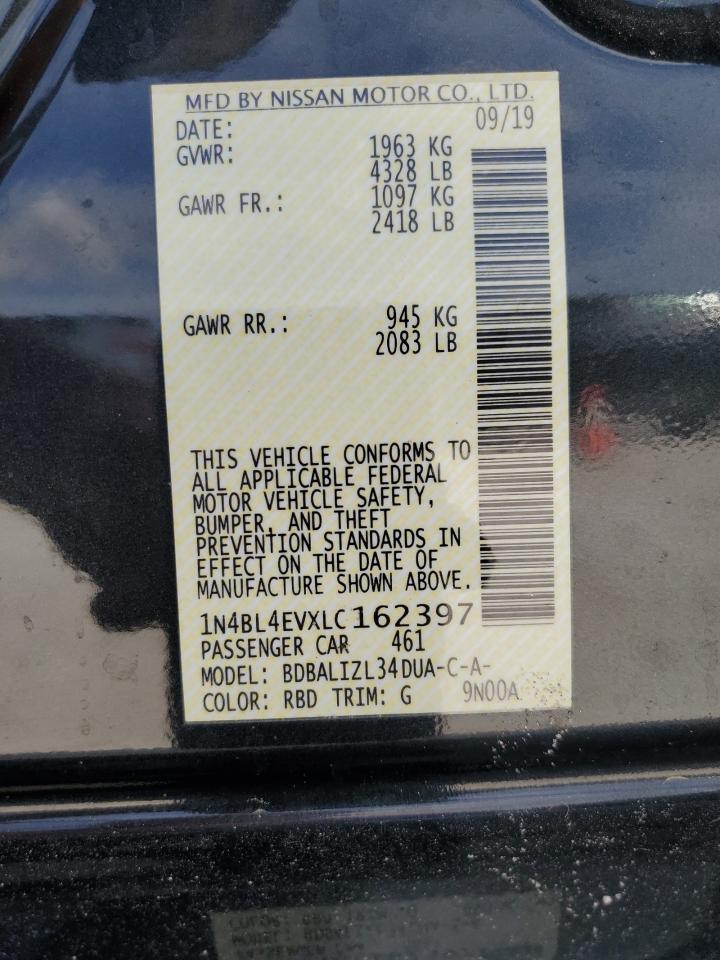 MFD BY NISSAN MOTOR CO., LTD.
DATE: 09/19
GVWR: 1963 KG
4328 LB
GAWR FR.: 1097 KG
2418 LB
GAWR RR.: 945 KG
2083 LB
THIS VEHICLE CONFORMS TO
ALL APPLICABLE FEDERAL
MOTOR VEHICLE SAFETY,
BUMPER, AND THEFT
PREVENTION STANDARDS IN
EFFECT ON THE DATE OF
MANUFACTURE SHOWN ABOVE.
1N4BL4EVXLC162397
PASSENGER CAR 461
MODEL: BDBALIZL34DUA-C-A-
COLOR: RBD TRIM: G 9N00A